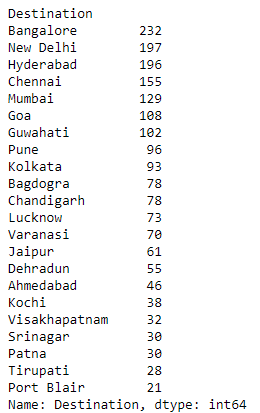 Destination
Bangalore        232
New Delhi        197
Hyderabad        196
Chennai          155
Mumbai           129
Goa              108
Guwahati         102
Pune              96
Kolkata           93
Bagdogra          78
Chandigarh        78
Lucknow           73
Varanasi          70
Jaipur            61
Dehradun          55
Ahmedabad         46
Kochi             38
Visakhapatnam     32
Srinagar          30
Patna             30
Tirupati          28
Port Blair        21
Name: Destination, dtype: int64